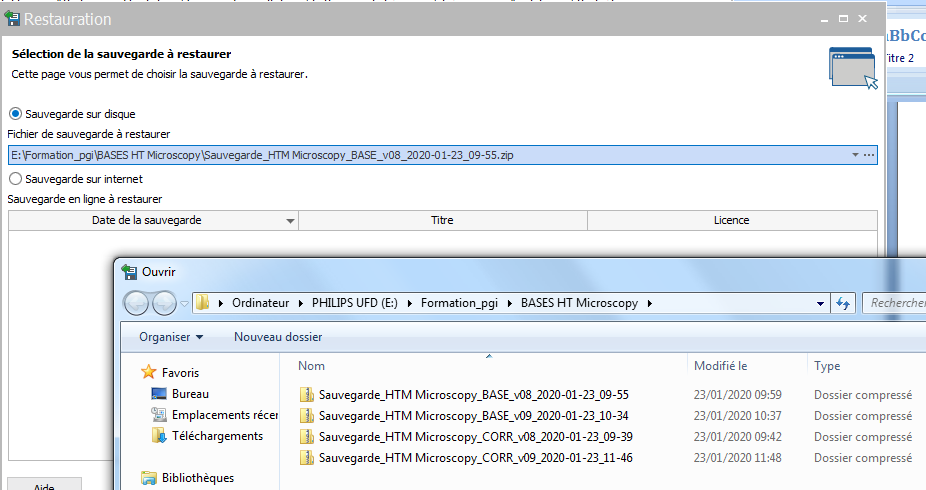 Restauration
Sélection de la sauvegarde à restaurer
Cette page vous permet de choisir la sauvegarde à restaurer.
Sauvegarde sur disque
Fichier de sauvegarde à restaurer
E:\Formation_pgi\BASES HT Microscopy\Sauvegarde_HTM Microscopy_BASE_v08_2020-01-23_09-55.zip
Sauvegarde sur internet
Sauvegarde en ligne à restaurer
Date de la sauvegarde Titre Licence
Ouvrir
Ordinateur PHILIPS UFD (E:) Formation_pgi BASES HT Microscopy Rechercher
Organiser Nouveau dossier
Favoris
Bureau
Emplacements récen
Téléchargements
Bibliothèques
Nom Modifié le Type
Sauvegarde_HTM Microscopy_BASE_v08_2020-01-23_09-55 23/01/2020 09:59 Dossier compressé
Sauvegarde_HTM Microscopy_BASE_v09_2020-01-23_10-34 23/01/2020 10:37 Dossier compressé
Sauvegarde_HTM Microscopy_CORR_v08_2020-01-23_09-39 23/01/2020 09:42 Dossier compressé
Sauvegarde_HTM Microscopy_CORR_v09_2020-01-23_11-46 23/01/2020 11:48 Dossier compressé
Aide
BbCc
itre 2